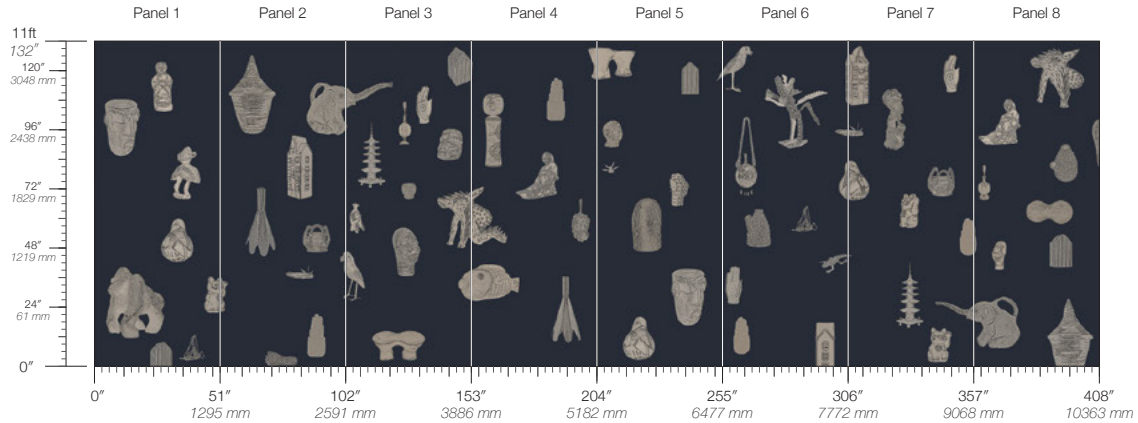 Panel 1 Panel 2 Panel 3 Panel 4 Panel 5 Panel 6 Panel 7 Panel 8
11ft
132″
120″
3048 mm
96″
2438 mm
72″
1829 mm
48″
1219 mm
24″
61 mm
0″
0″ 51″ 102″ 153″ 204″ 255″ 306″ 357″ 408″
1295 mm 2591 mm 3886 mm 5182 mm 6477 mm 7772 mm 9068 mm 10363 mm